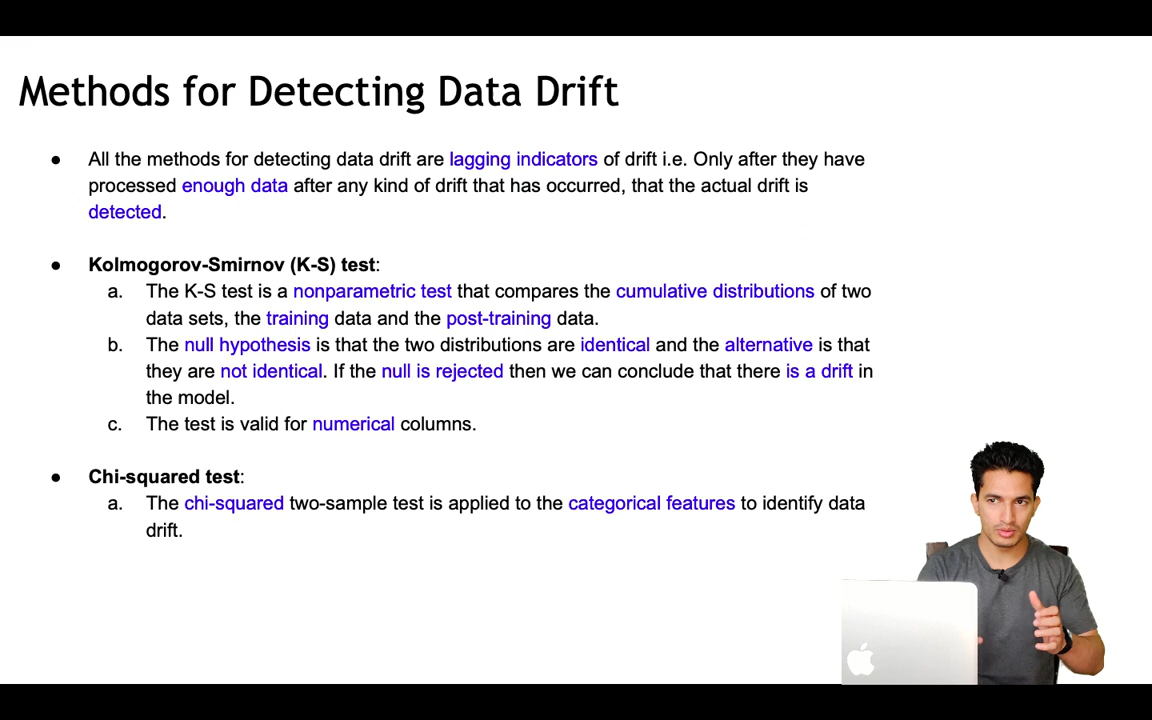 Methods for Detecting Data Drift
● All the methods for detecting data drift are lagging indicators of drift i.e. Only after they have
processed enough data after any kind of drift that has occurred, that the actual drift is
detected.
● Kolmogorov-Smirnov (K-S) test:
a. The K-S test is a nonparametric test that compares the cumulative distributions of two
data sets, the training data and the post-training data.
b. The null hypothesis is that the two distributions are identical and the alternative is that
they are not identical. If the null is rejected then we can conclude that there is a drift in
the model.
c. The test is valid for numerical columns.
● Chi-squared test:
a. The chi-squared two-sample test is applied to the categorical features to identify data
drift.